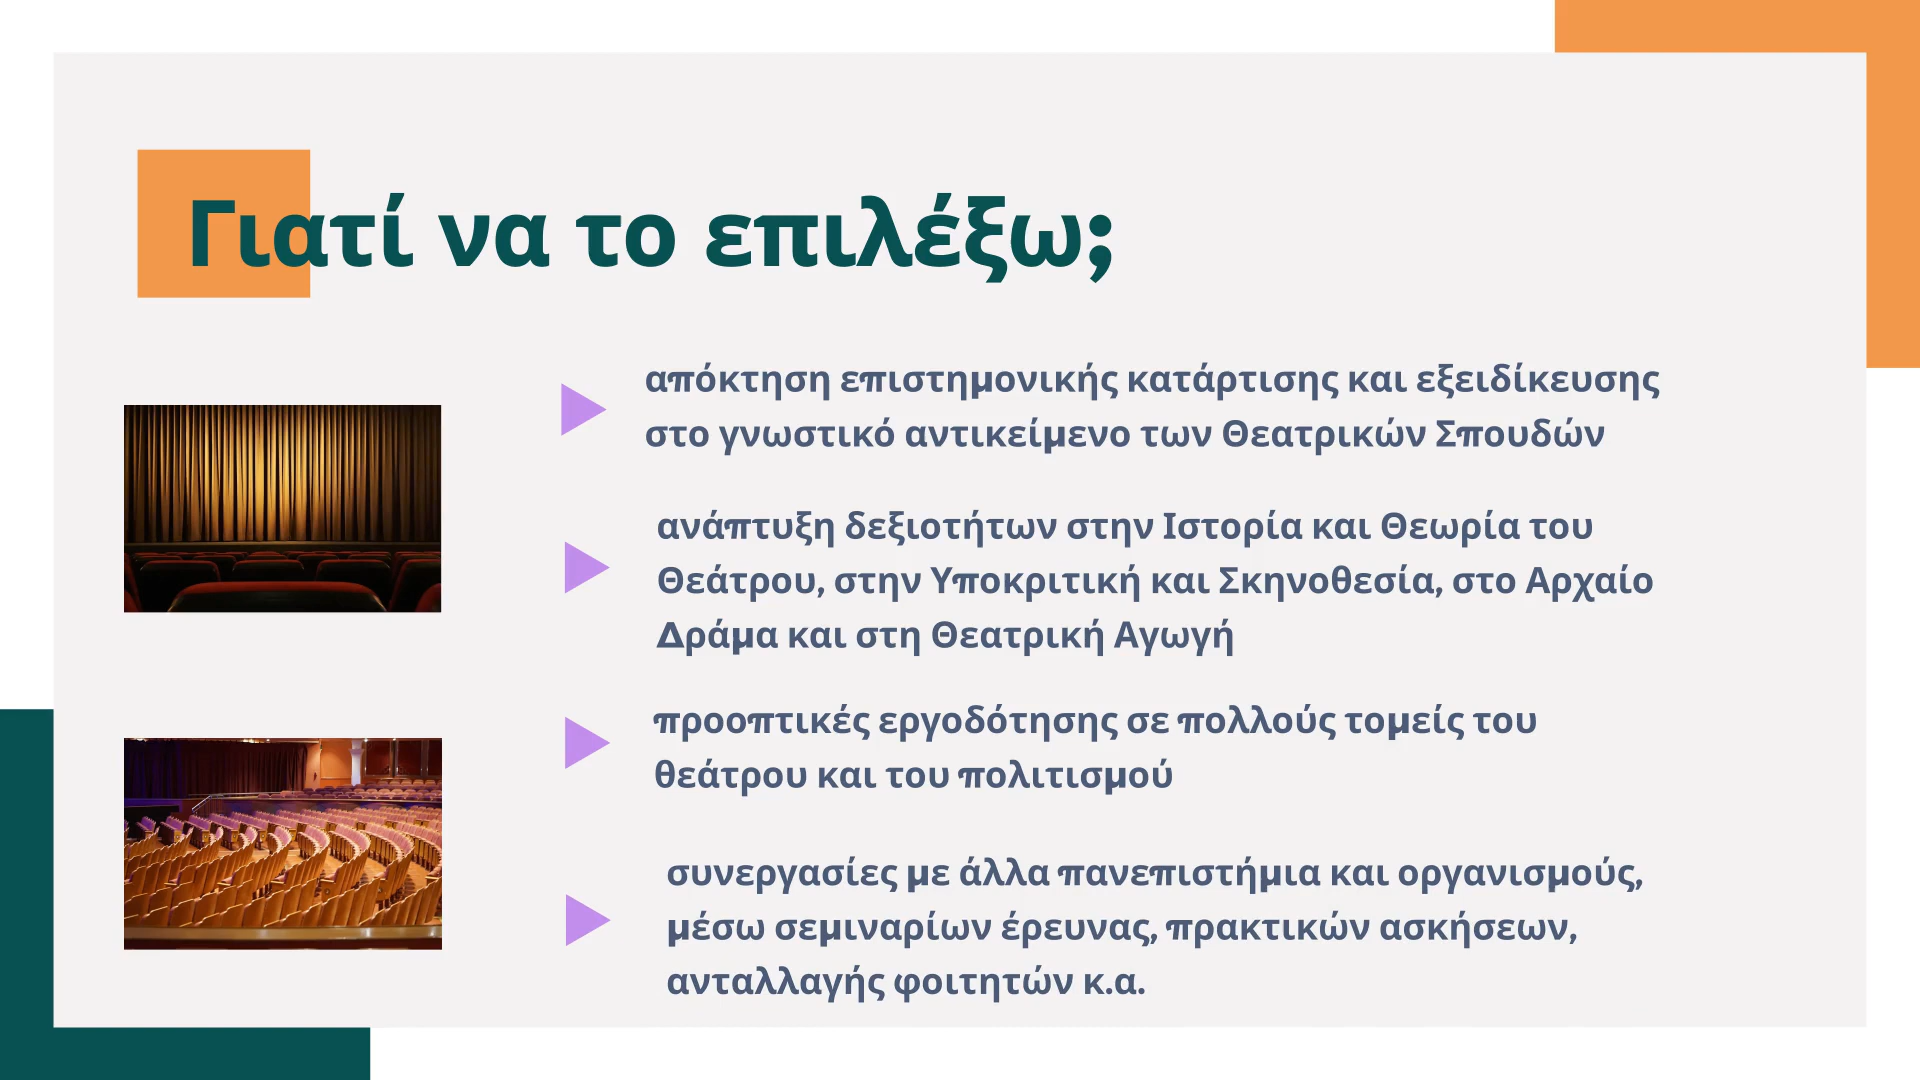 Γιατί να το επιλέξω;
απόκτηση επιστημονικής κατάρτισης και εξειδίκευσης
στο γνωστικό αντικείμενο των Θεατρικών Σπουδών
ανάπτυξη δεξιοτήτων στην Ιστορία και Θεωρία του
Θεάτρου, στην Υποκριτική και Σκηνοθεσία, στο Αρχαίο
Δράμα και στη Θεατρική Αγωγή
προοπτικές εργοδότησης σε πολλούς τομείς του
θεάτρου και του πολιτισμού
συνεργασίες με άλλα πανεπιστήμια και οργανισμούς,
μέσω σεμιναρίων έρευνας, πρακτικών ασκήσεων,
ανταλλαγής φοιτητών κ.α.